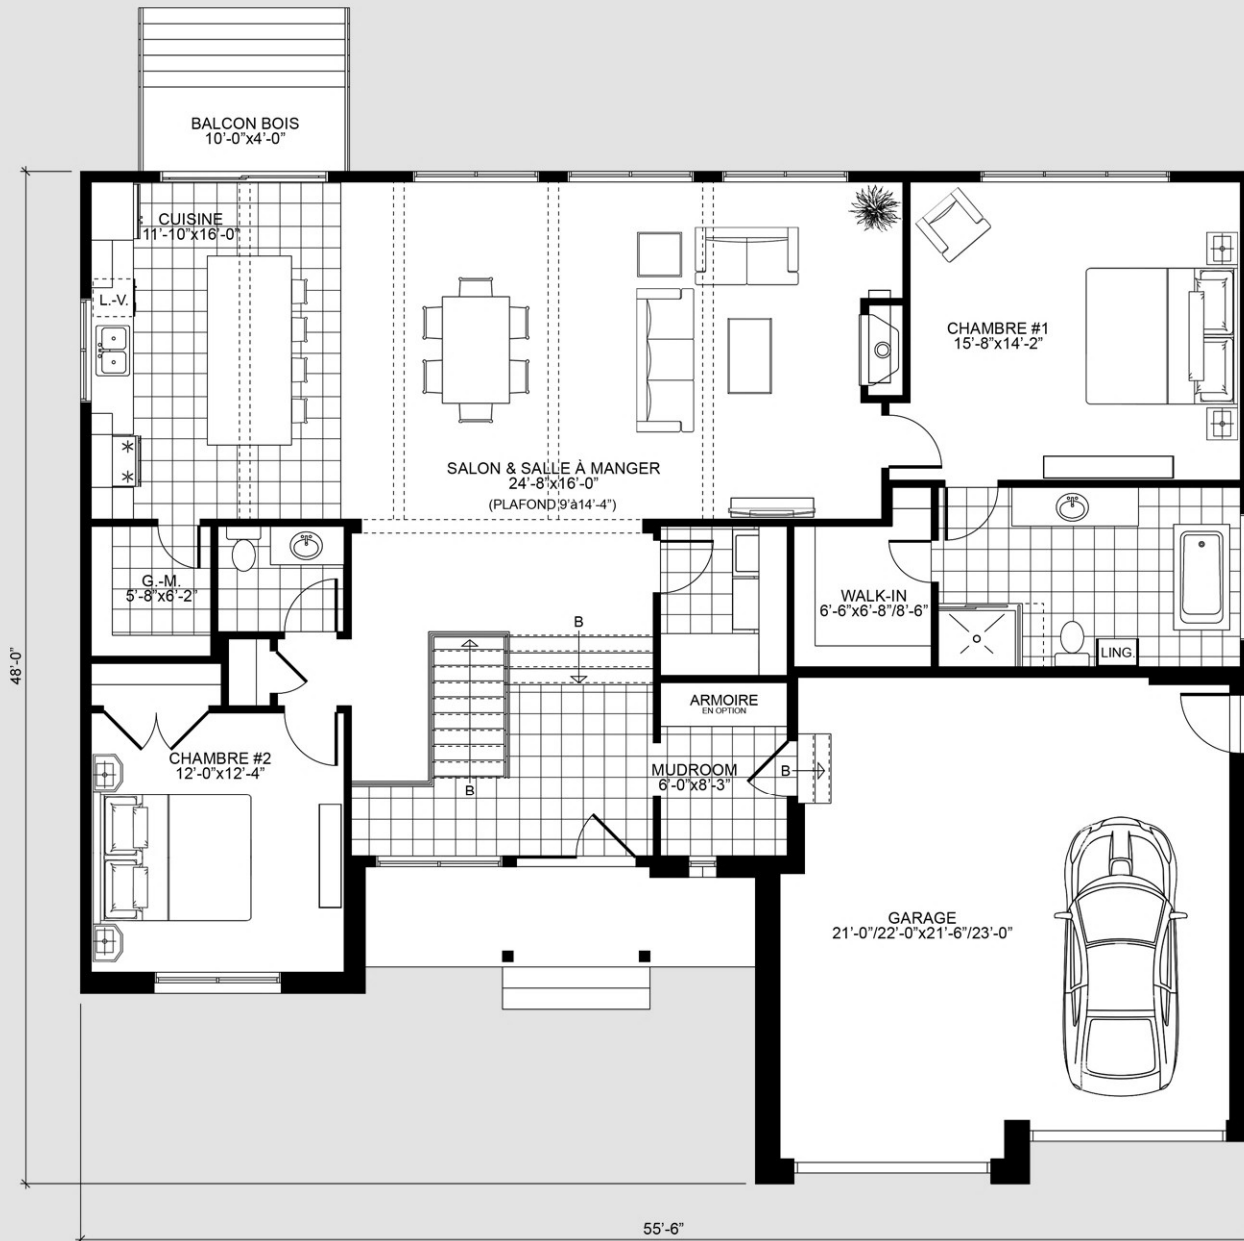 BALCON BOIS
10'-0"x4'-0"
CUISINE
11'-10"x16'-0"
L.-V.
CHAMBRE #1
15'-8"x14'-2"
SALON & SALLE À MANGER
24'-8"x16'-0"
(PLAFOND;9'à14'-4")
G.-M.
5'-8"x6'-2"
WALK-IN
6'-6"x6'-8"/8'-6"
B
LING.
48'-0"
ARMOIRE
EN OPTION
CHAMBRE #2
12'-0"x12'-4"
MUDROOM
6'-0"x8'-3"
B
B
GARAGE
21'-0"/22'-0"x21'-6"/23'-0"
55'-6"